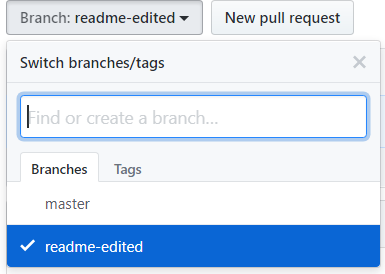 Branch: readme-edited New pull request
Switch branches/tags
Find or create a branch...
Branches Tags
master
readme-edited